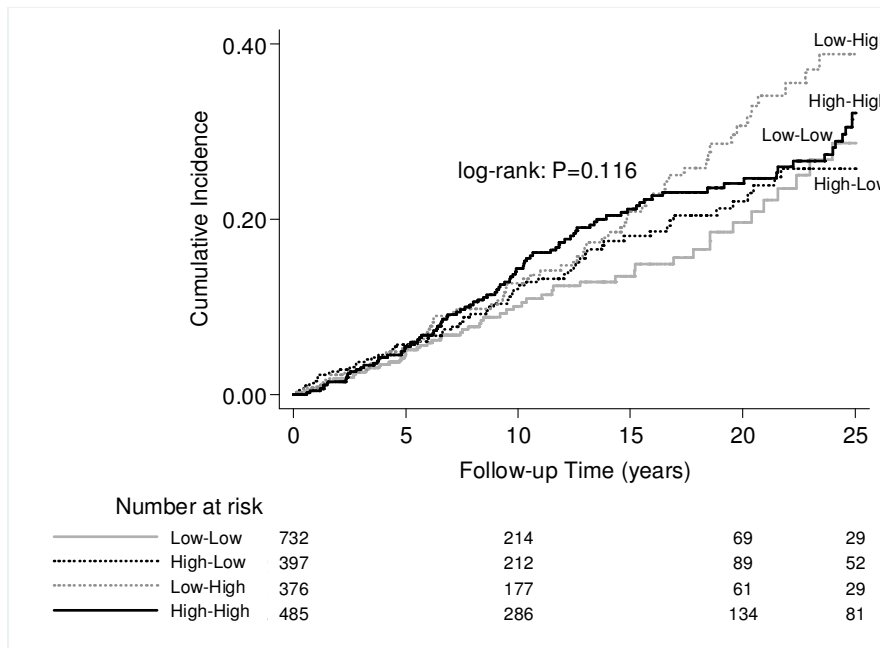 0.40
0.20
0.00
Cumulative Incidence
Low-High
High-High
Low-Low
High-Low
log-rank: P=0.116
0 5 10 15 20 25
Follow-up Time (years)
Number at risk
Low-Low 732 214 69 29
High-Low 397 212 89 52
Low-High 376 177 61 29
High-High 485 286 134 81